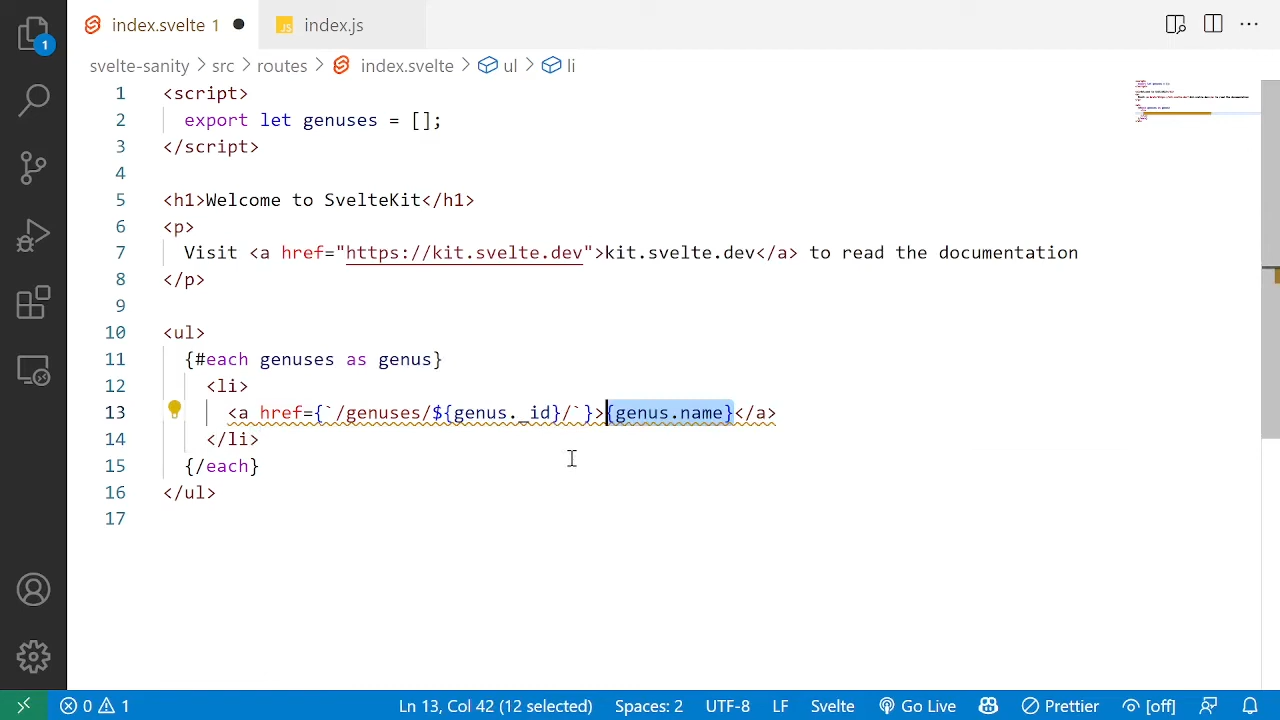 index.svelte 1
JS index.js
1
svelte-sanity > src > routes > index.svelte > ul > li
1 <script>
2 export let genuses = [];
3 </script>
4
5 <h1>Welcome to SvelteKit</h1>
6 <p>
7 Visit <a href="https://kit.svelte.dev">kit.svelte.dev</a> to read the documentation
8 </p>
9
10 <ul>
11 {#each genuses as genus}
12 <li>
13 <a href={`/genuses/${genus._id}/`}>{genus.name}</a>
14 </li>
15 {/each}
16 </ul>
17
0 1 Ln 13, Col 42 (12 selected) Spaces: 2 UTF-8 LF Svelte Go Live Prettier [off]